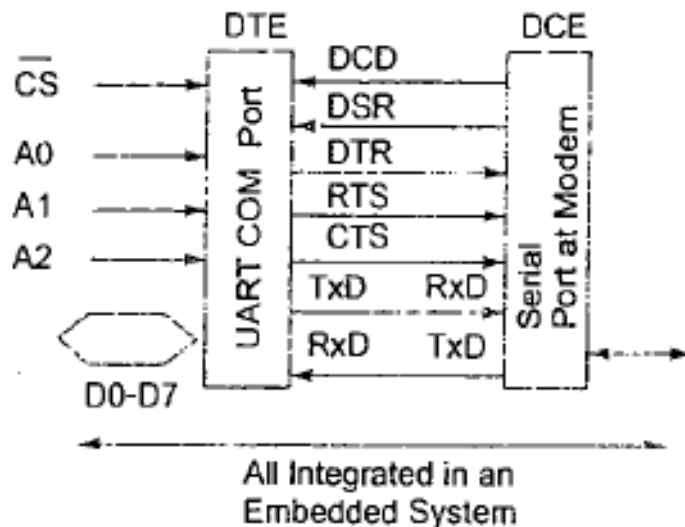 DTE DCE
C̅S̅
A0
A1
A2
D0-D7
UART COM Port
DCD
DSR
DTR
RTS
CTS
TxD RxD
RxD TxD
Serial
Port at Modem
All Integrated in an
Embedded System